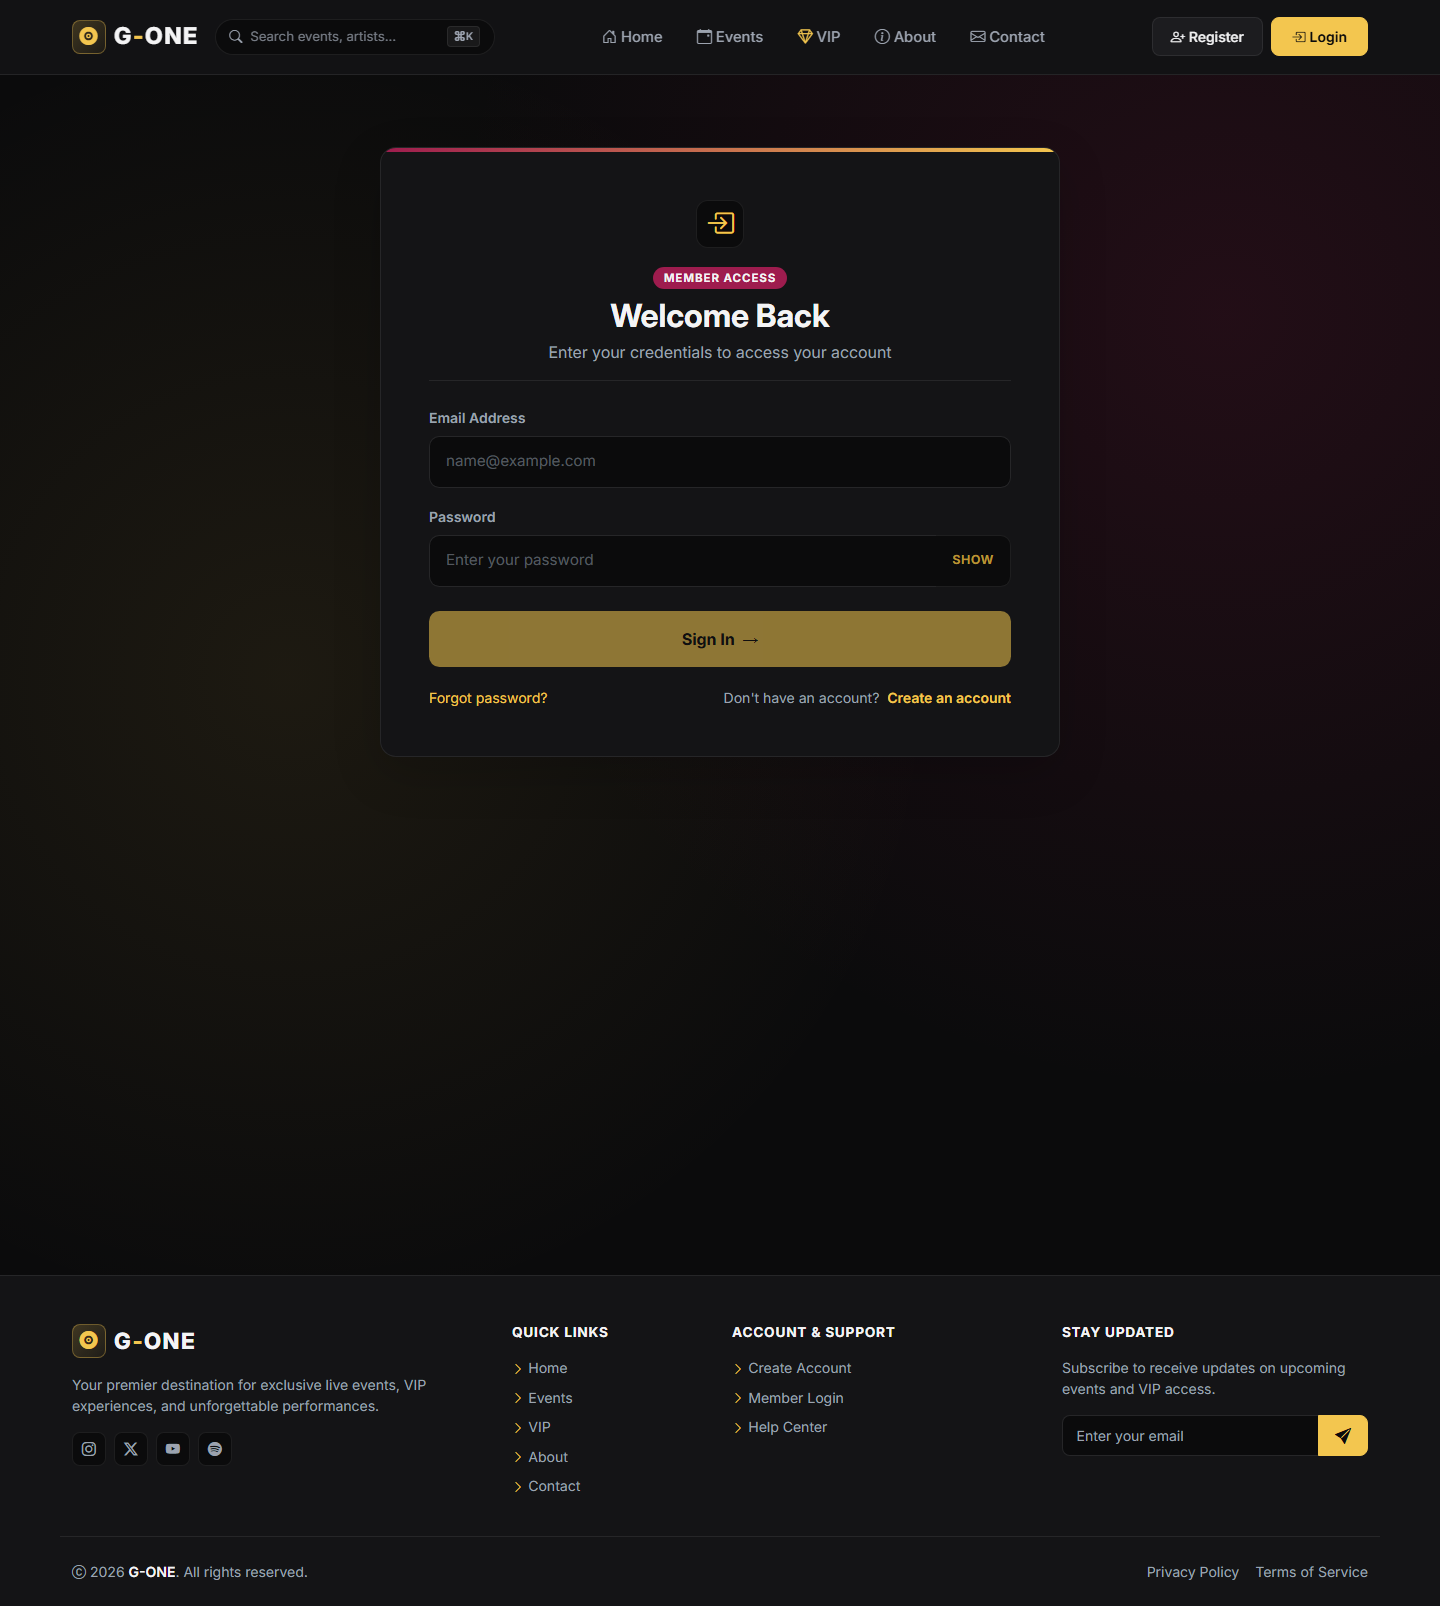 G-ONE
Search events, artists...
⌘K
Home
Events
VIP
About
Contact
Register
Login
MEMBER ACCESS
Welcome Back
Enter your credentials to access your account
Email Address
name@example.com
Password
Enter your password
SHOW
Sign In →
Forgot password?
Don't have an account? Create an account
G-ONE
Your premier destination for exclusive live events, VIP
experiences, and unforgettable performances.
QUICK LINKS
Home
Events
VIP
About
Contact
ACCOUNT & SUPPORT
Create Account
Member Login
Help Center
STAY UPDATED
Subscribe to receive updates on upcoming
events and VIP access.
Enter your email
© 2026 G-ONE. All rights reserved.
Privacy Policy
Terms of Service